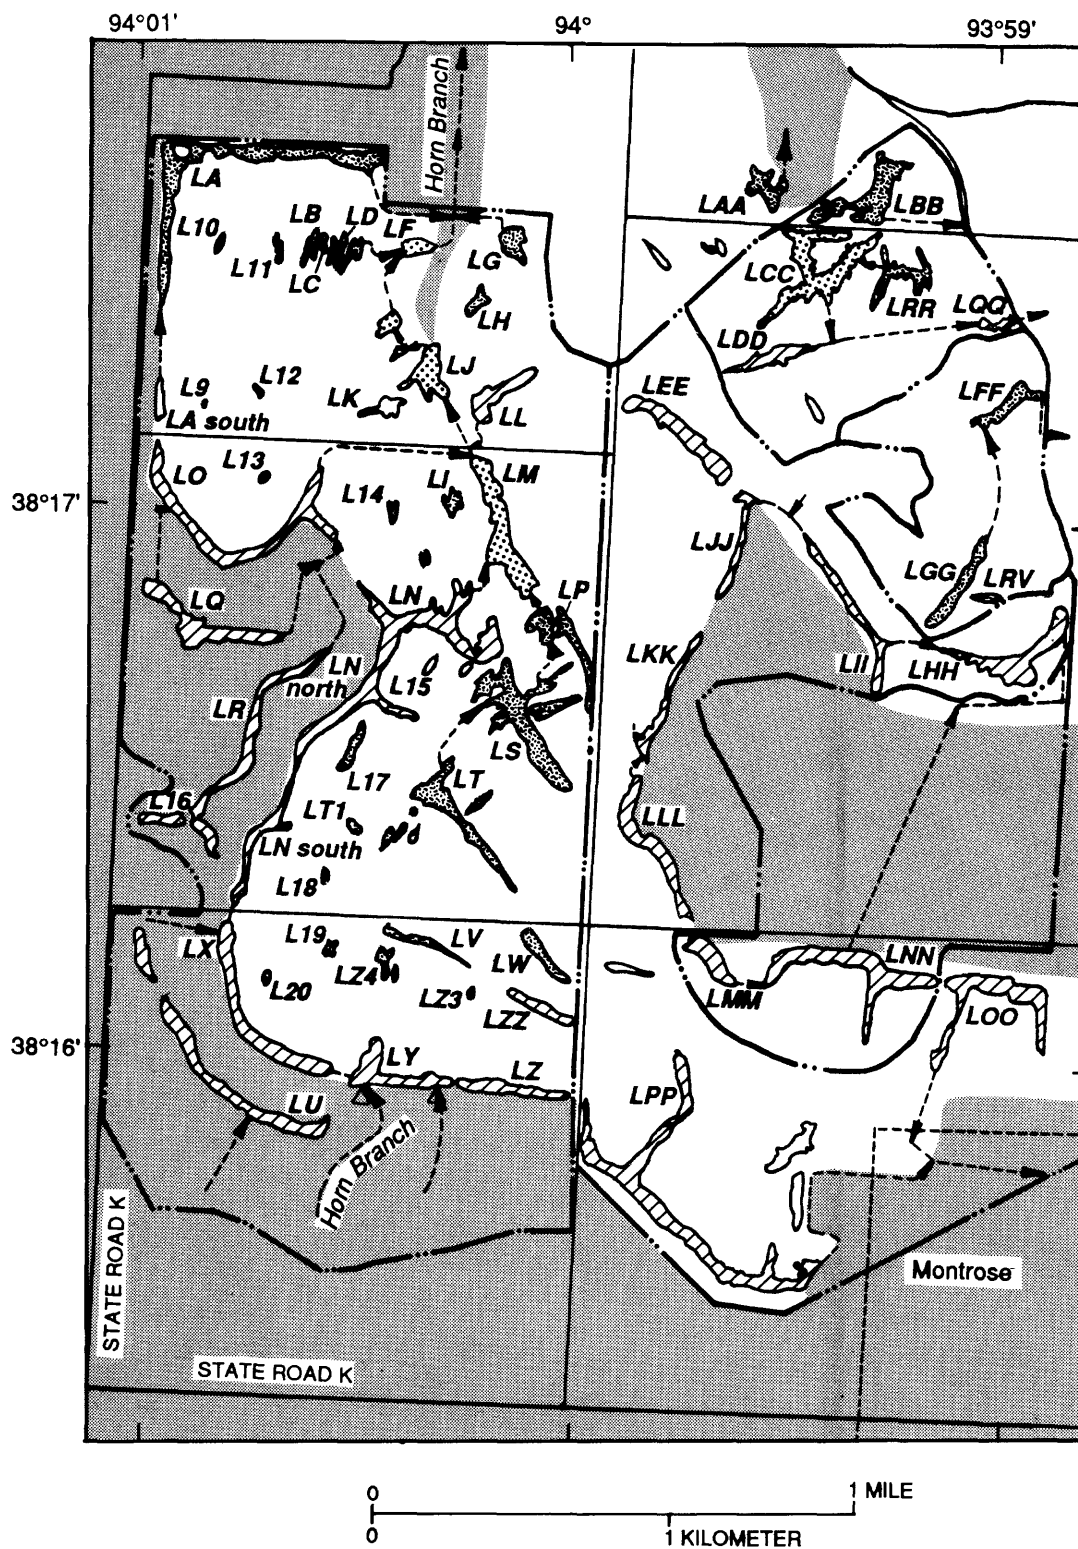 94°01' 94° 93°59'
Horn Branch
LA
LAA
LBB
L10
LB
LD
LF
L11
LC
LG
LCC
LRR
LQQ
LH
LDD
LJ
LEE
LFF
L9
L12
LK
LL
LA south
LO
L13
L14
LI
LM
38°17'
LJJ
LGG
LRV
LQ
LN
LP
LKK
LII
LHH
LN
north
L15
LR
LS
L17
LT
L16
LT1
LLL
LN south
L18
LX
L19
LV
LW
LNN
LZ4
L20
LZ3
LZZ
LMM
LOO
38°16'
LY
LZ
LPP
LU
Horn Branch
STATE ROAD K
Montrose
STATE ROAD K
0 1 MILE
0 1 KILOMETER